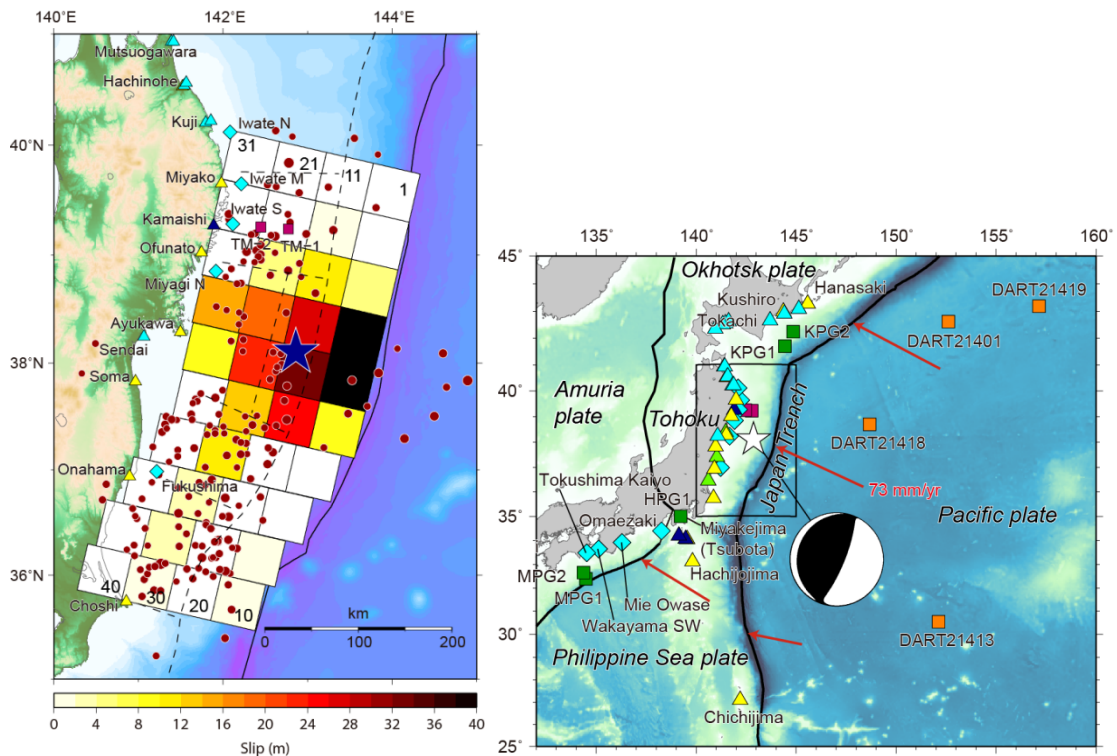 140°E
142°E
144°E
Mutsuogawara
Hachinohe
Kuji
Iwate N
40°N
31
21
11
1
Iwate M
Miyako
Kamaishi
Iwate S
TM-2
TM-1
Ofunato
Miyagi N
Ayukawa
Sendai
38°N
Soma
Onahama
Fukushima
36°N
40
30
20
10
Choshi
km
0
100
200
0
4
8
12
16
20
24
28
32
36
40
Slip (m)
135°
140°
145°
150°
155°
160°
45°
40°
35°
30°
25°
Okhotsk plate
Hanasaki
Kushiro
Tokachi
DART21419
DART21401
KPG2
KPG1
Amuria
plate
Tohoku
Japan Trench
DART21418
73 mm/yr
Pacific plate
Tokushima Kaiyo
HPG1
Omaezaki
Miyakejima
(Tsubota)
Hachijojima
MPG2
MPG1
Mie Owase
Wakayama SW
DART21413
Philippine Sea plate
Chichijima